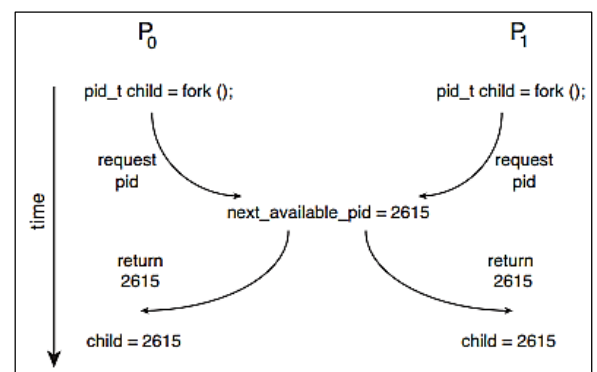 P0
P1
pid_t child = fork ();
pid_t child = fork ();
request
pid
request
pid
next_available_pid = 2615
time
return
2615
return
2615
child = 2615
child = 2615